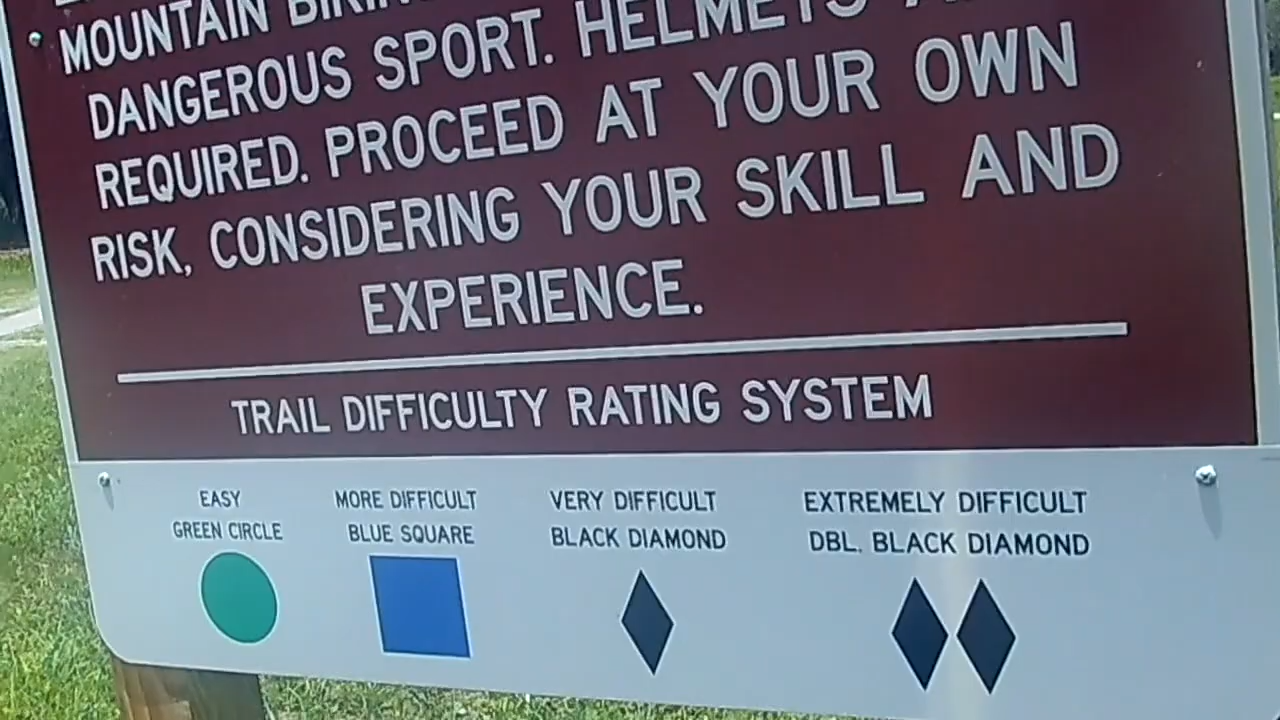 MOUNTAIN
DANGEROUS SPORT. HELMETS
REQUIRED. PROCEED AT YOUR OWN
RISK, CONSIDERING YOUR SKILL AND
EXPERIENCE.
TRAIL DIFFICULTY RATING SYSTEM
EASY
GREEN CIRCLE
MORE DIFFICULT
BLUE SQUARE
VERY DIFFICULT
BLACK DIAMOND
EXTREMELY DIFFICULT
DBL. BLACK DIAMOND